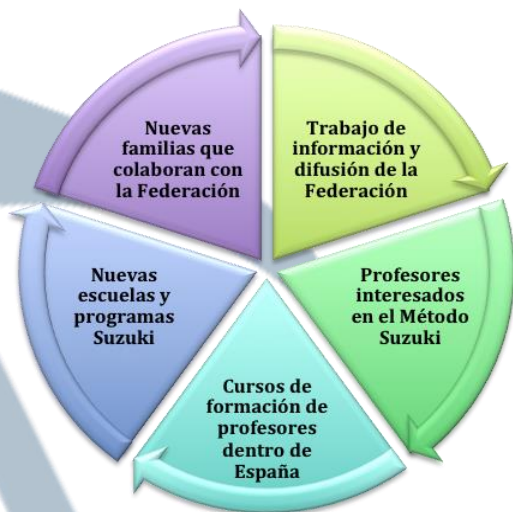 Trabajo de
información y
difusión de la
Federación
Profesores
interesados
en el Método
Suzuki
Cursos de
formación de
profesores
dentro de
España
Nuevas
escuelas y
programas
Suzuki
Nuevas
familias que
colaboran con
la Federación